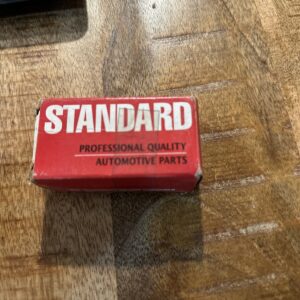 STANDARD
PROFESSIONAL QUALITY
AUTOMOTIVE PARTS